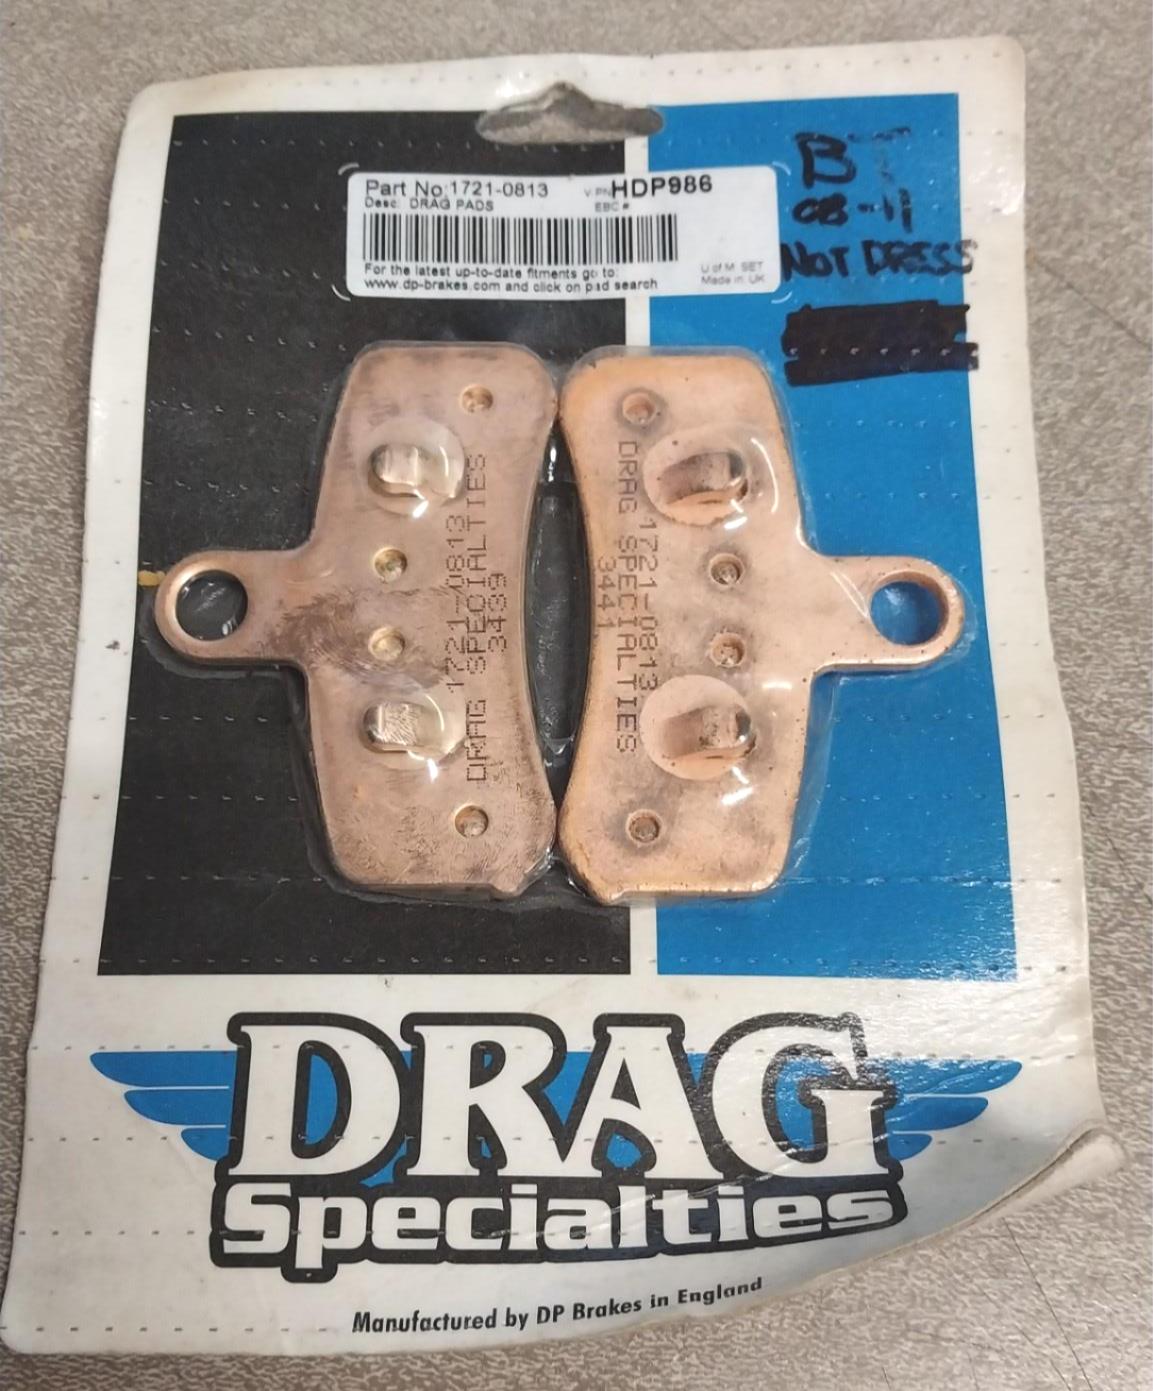 BT
08-11
NOT DRESS
Part No:1721-0813 V.PN HDP986
Desc: DRAG PADS EBC #
For the latest up-to-date fitments go to:
www.dp-brakes.com and click on pad search
U of M SET
Made in UK
1721-0813
DRAG SPECIALTIES
3439
1721-0813
DRAG SPECIALTIES
3441
DRAG
Specialties
Manufactured by DP Brakes in England